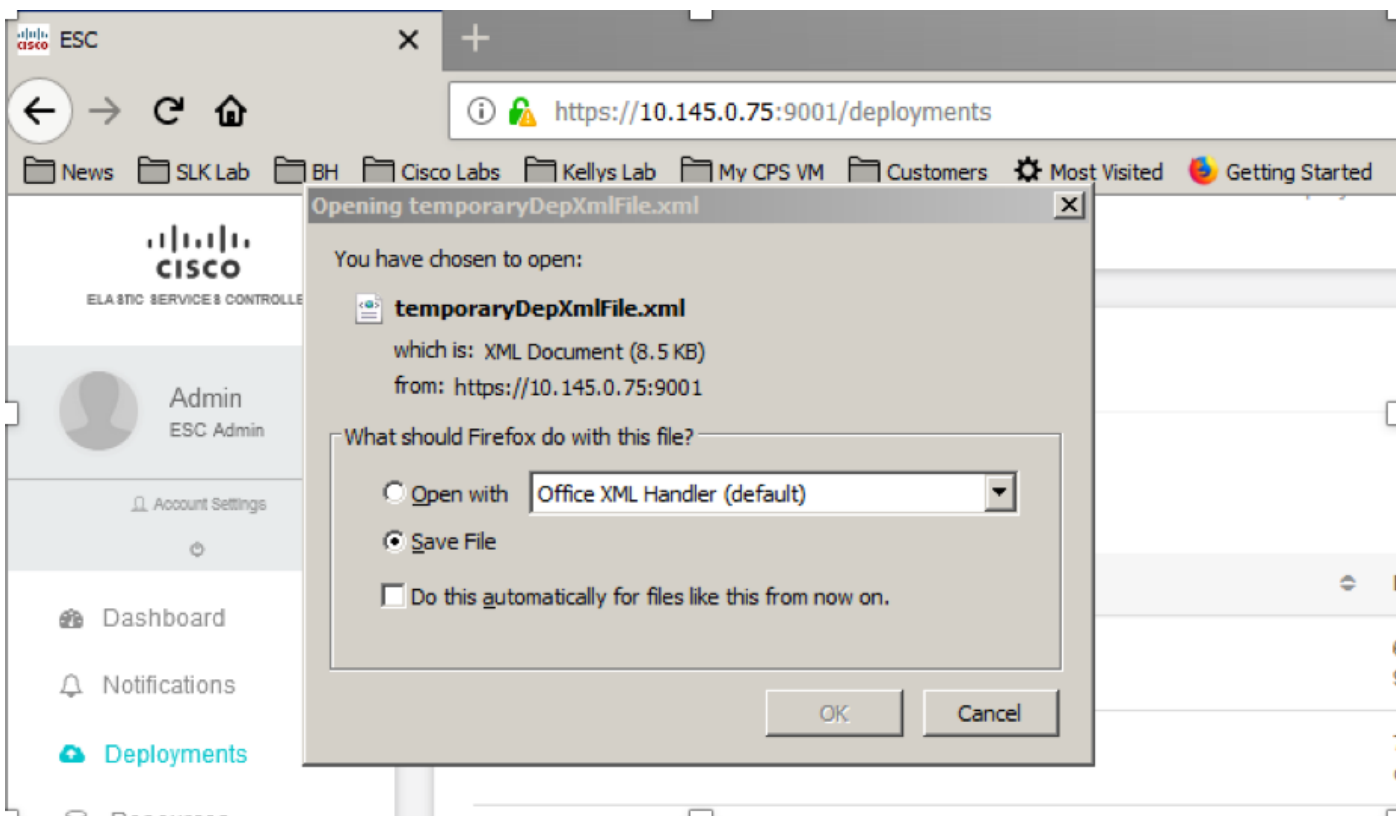 ESC
https://10.145.0.75:9001/deployments
News SLK Lab BH Cisco Labs Kellys Lab My CPS VM Customers Most Visited Getting Started
CISCO
ELASTIC SERVICES CONTROLLE
Admin
ESC Admin
Account Settings
Dashboard
Notifications
Deployments
Opening temporaryDepXmlFile.xml
You have chosen to open:
temporaryDepXmlFile.xml
which is: XML Document (8.5 KB)
from: https://10.145.0.75:9001
What should Firefox do with this file?
Open with Office XML Handler (default)
Save File
Do this automatically for files like this from now on.
OK Cancel